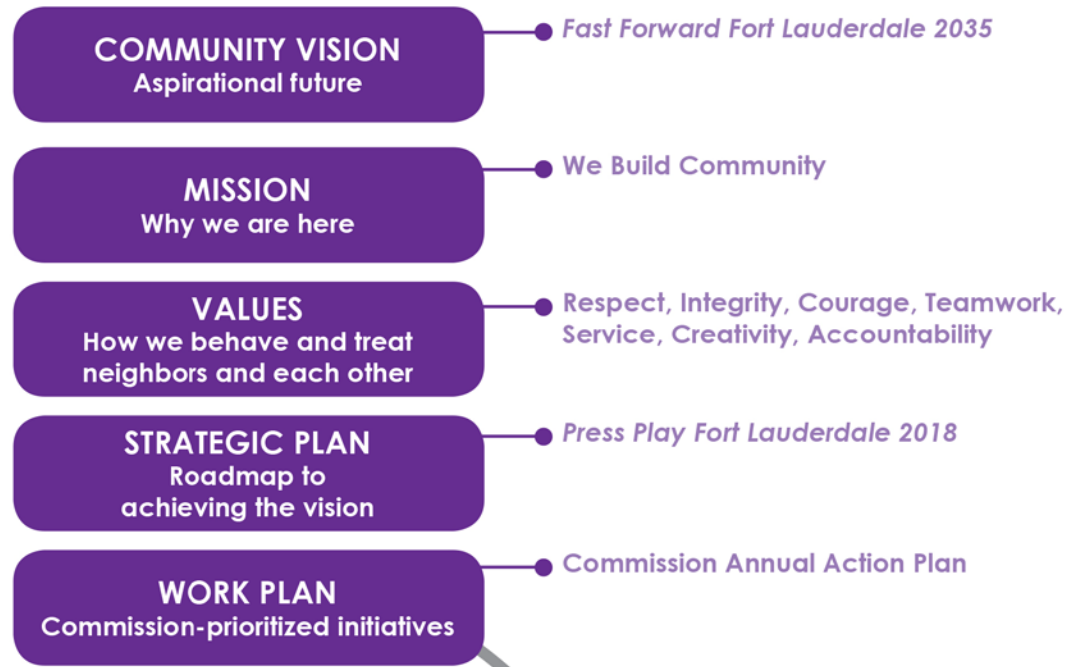 COMMUNITY VISION
Aspirational future
Fast Forward Fort Lauderdale 2035
MISSION
Why we are here
We Build Community
VALUES
How we behave and treat
neighbors and each other
Respect, Integrity, Courage, Teamwork,
Service, Creativity, Accountability
STRATEGIC PLAN
Roadmap to
achieving the vision
Press Play Fort Lauderdale 2018
WORK PLAN
Commission-prioritized initiatives
Commission Annual Action Plan